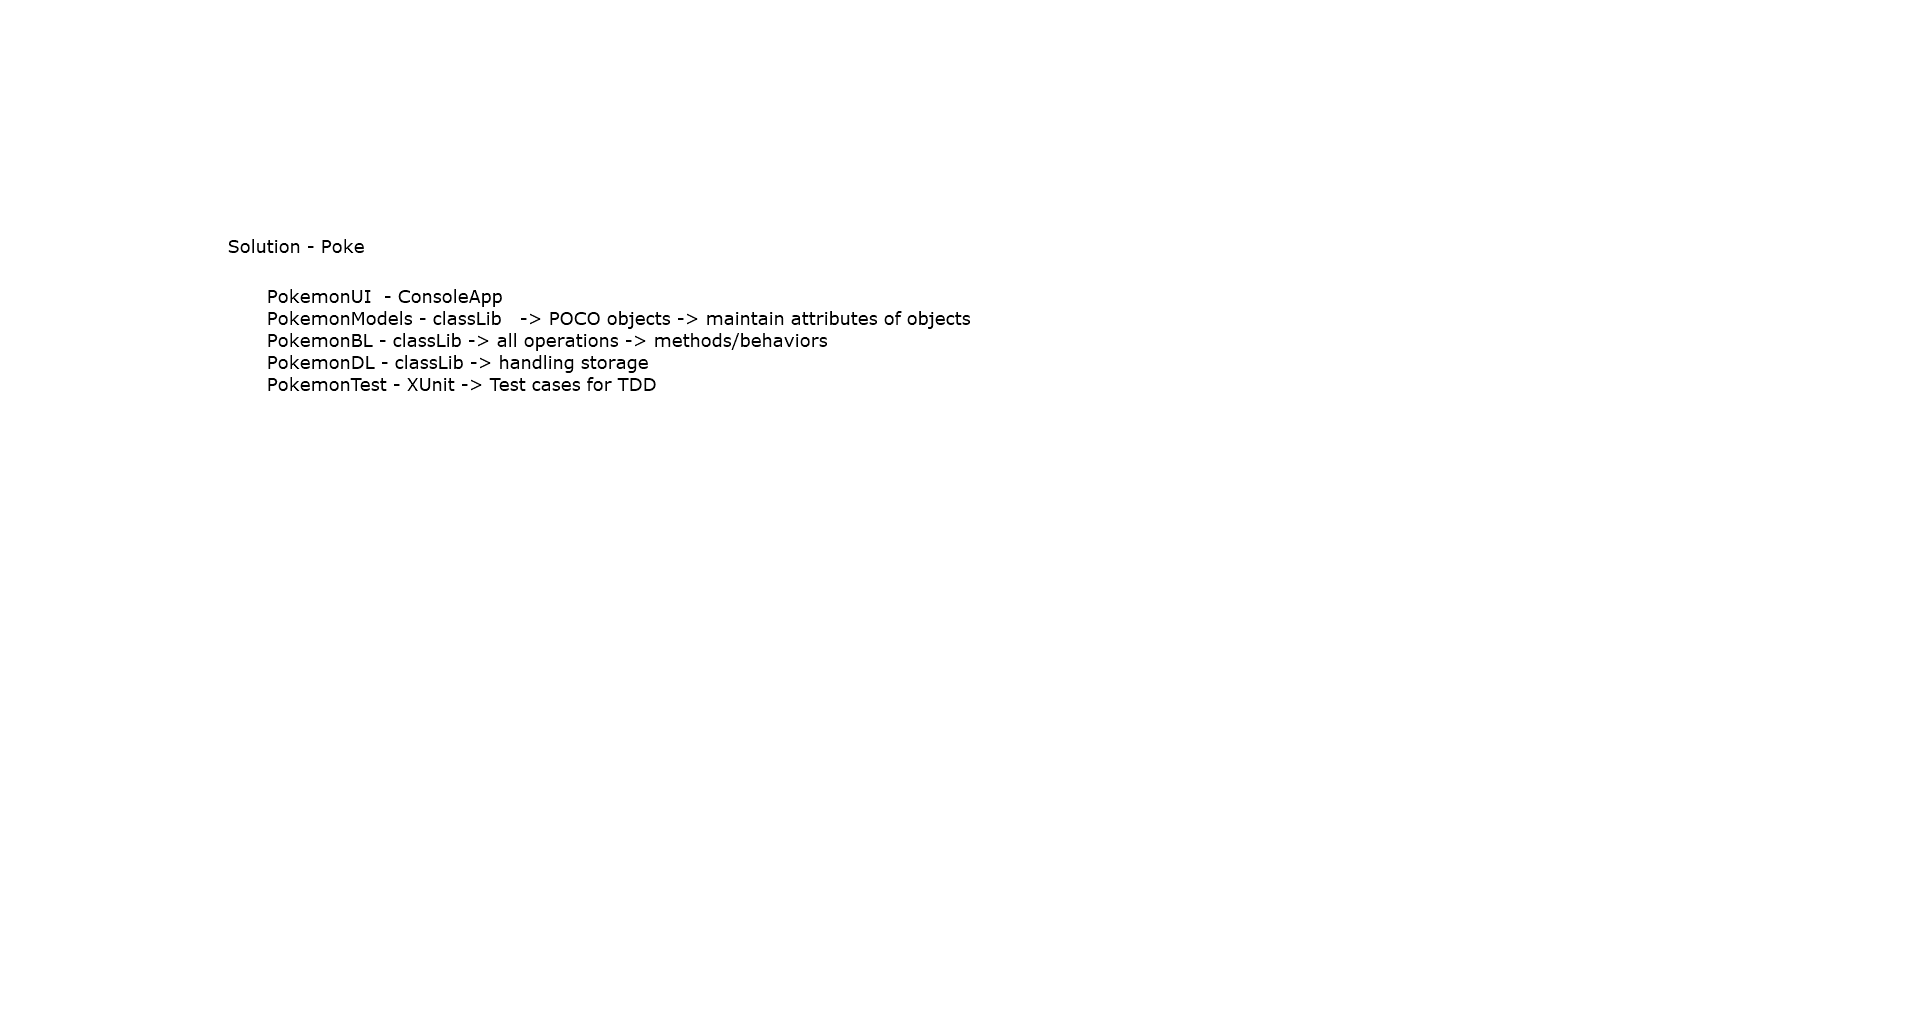 Solution - Poke
PokemonUI  - ConsoleApp
PokemonModels - classLib   -> POCO objects -> maintain attributes of objects
PokemonBL - classLib -> all operations -> methods/behaviors
PokemonDL - classLib -> handling storage
PokemonTest - XUnit -> Test cases for TDD